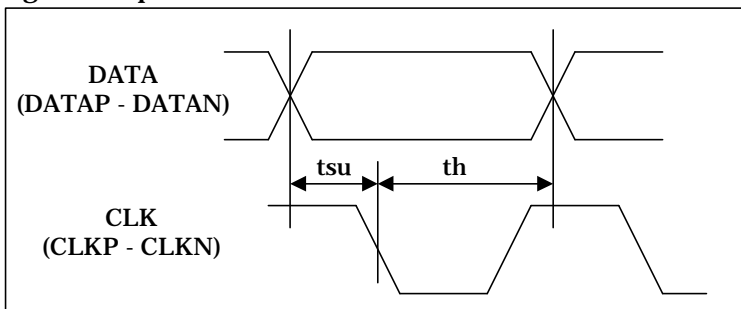 DATA
(DATAP - DATAN)
tsu th
CLK
(CLKP - CLKN)